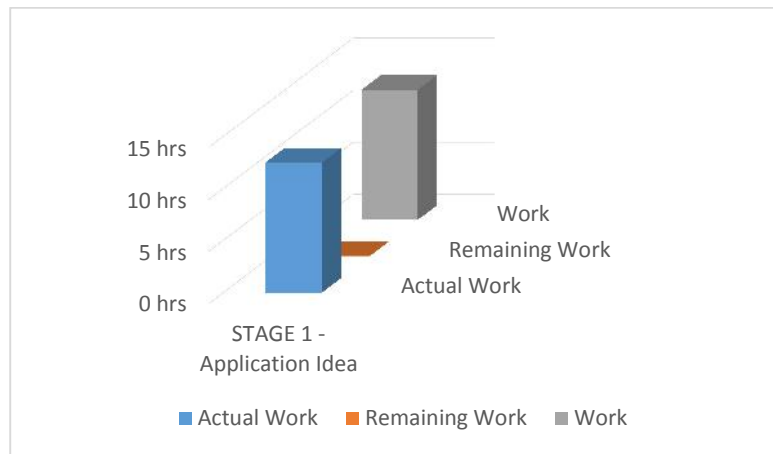 15 hrs
10 hrs
5 hrs
0 hrs
Work
Remaining Work
Actual Work
STAGE 1 -
Application Idea
Actual Work Remaining Work Work